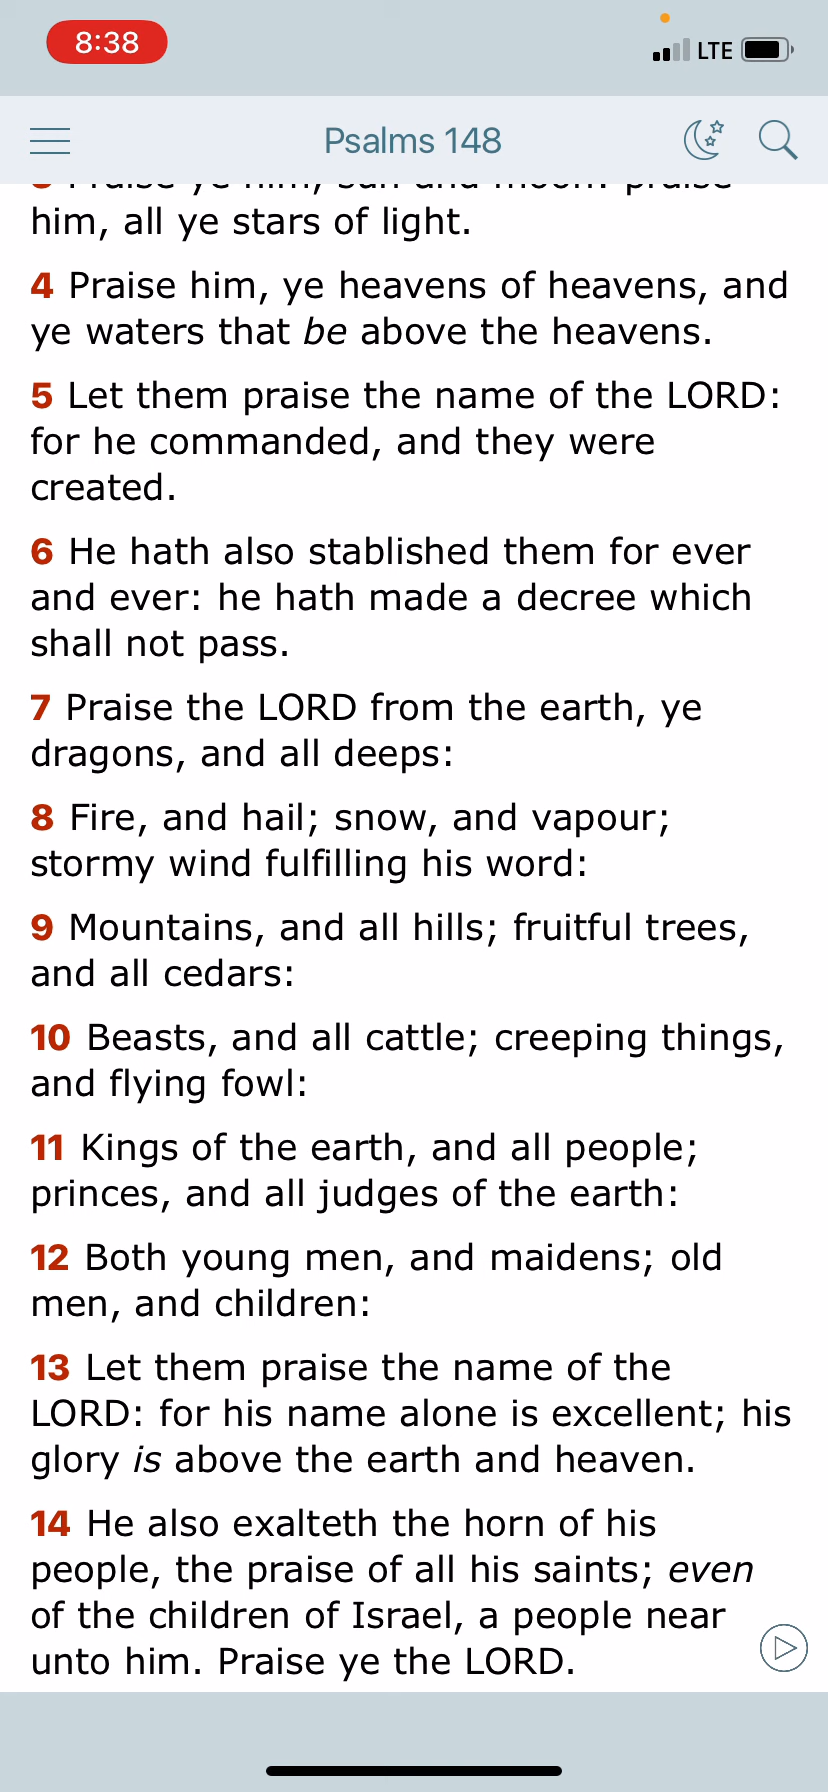 8:38
LTE
Psalms 148
3 Praise ye him, sun and moon: praise
him, all ye stars of light.
4 Praise him, ye heavens of heavens, and
ye waters that be above the heavens.
5 Let them praise the name of the LORD:
for he commanded, and they were
created.
6 He hath also stablished them for ever
and ever: he hath made a decree which
shall not pass.
7 Praise the LORD from the earth, ye
dragons, and all deeps:
8 Fire, and hail; snow, and vapour;
stormy wind fulfilling his word:
9 Mountains, and all hills; fruitful trees,
and all cedars:
10 Beasts, and all cattle; creeping things,
and flying fowl:
11 Kings of the earth, and all people;
princes, and all judges of the earth:
12 Both young men, and maidens; old
men, and children:
13 Let them praise the name of the
LORD: for his name alone is excellent; his
glory is above the earth and heaven.
14 He also exalteth the horn of his
people, the praise of all his saints; even
of the children of Israel, a people near
unto him. Praise ye the LORD.